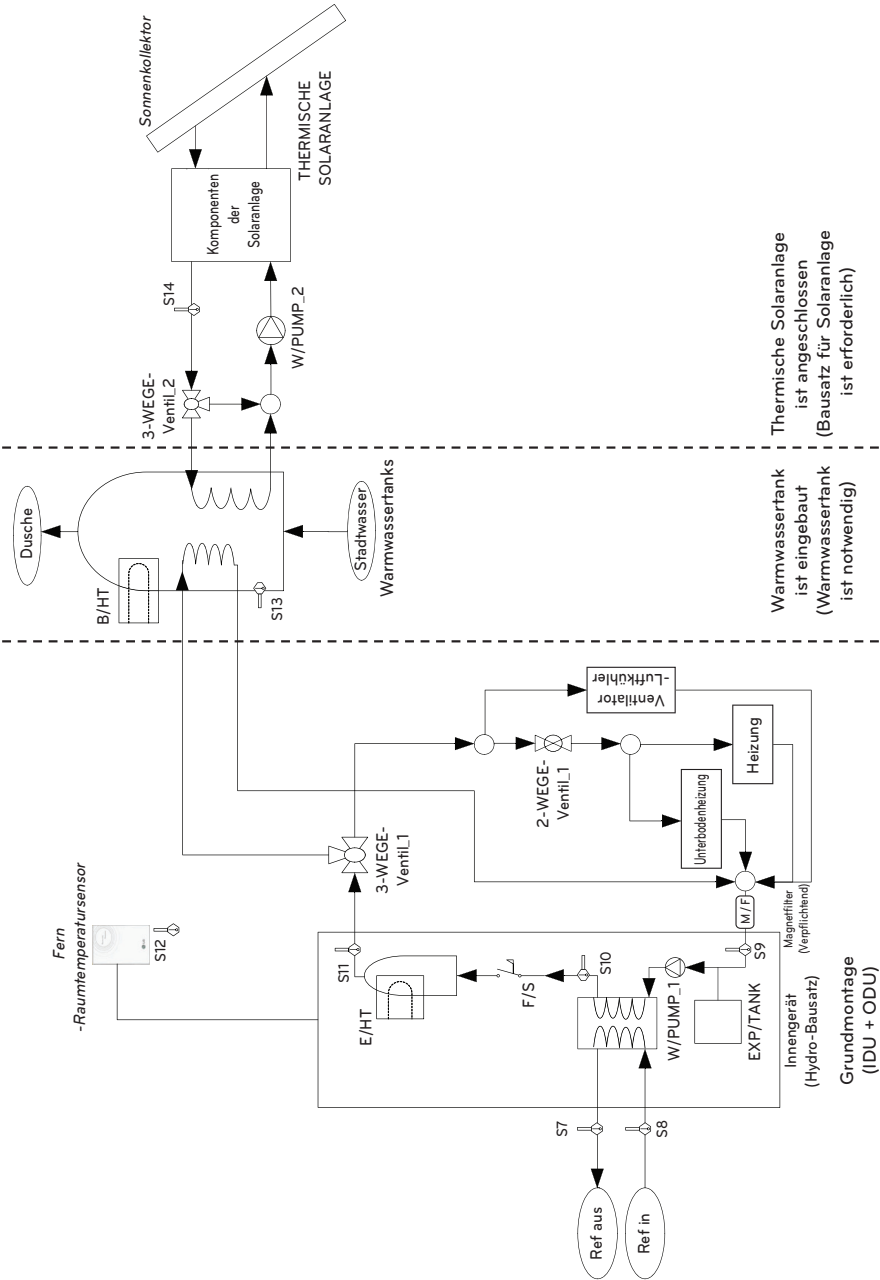 Fern
-Raumtemperatursensor
S12
LG
Ref aus
Ref in
S7
S8
E/HT
S11
F/S
S10
W/PUMP_1
EXP/TANK
S9
M/F
Magnetfilter
(Verpflichtend)
Innengerät
(Hydro-Bausatz)
Grundmontage
(IDU + ODU)
3-WEGE-
Ventil_1
2-WEGE-
Ventil_1
Unterbodenheizung
Heizung
Ventilator
-Luftkühler
Dusche
B/HT
S13
Stadtwasser
Warmwassertanks
Warmwassertank
ist eingebaut
(Warmwassertank
ist notwendig)
3-WEGE-
Ventil_2
S14
W/PUMP_2
Komponenten
der
Solaranlage
Sonnenkollektor
THERMISCHE
SOLARANLAGE
Thermische Solaranlage
ist angeschlossen
(Bausatz für Solaranlage
ist erforderlich)